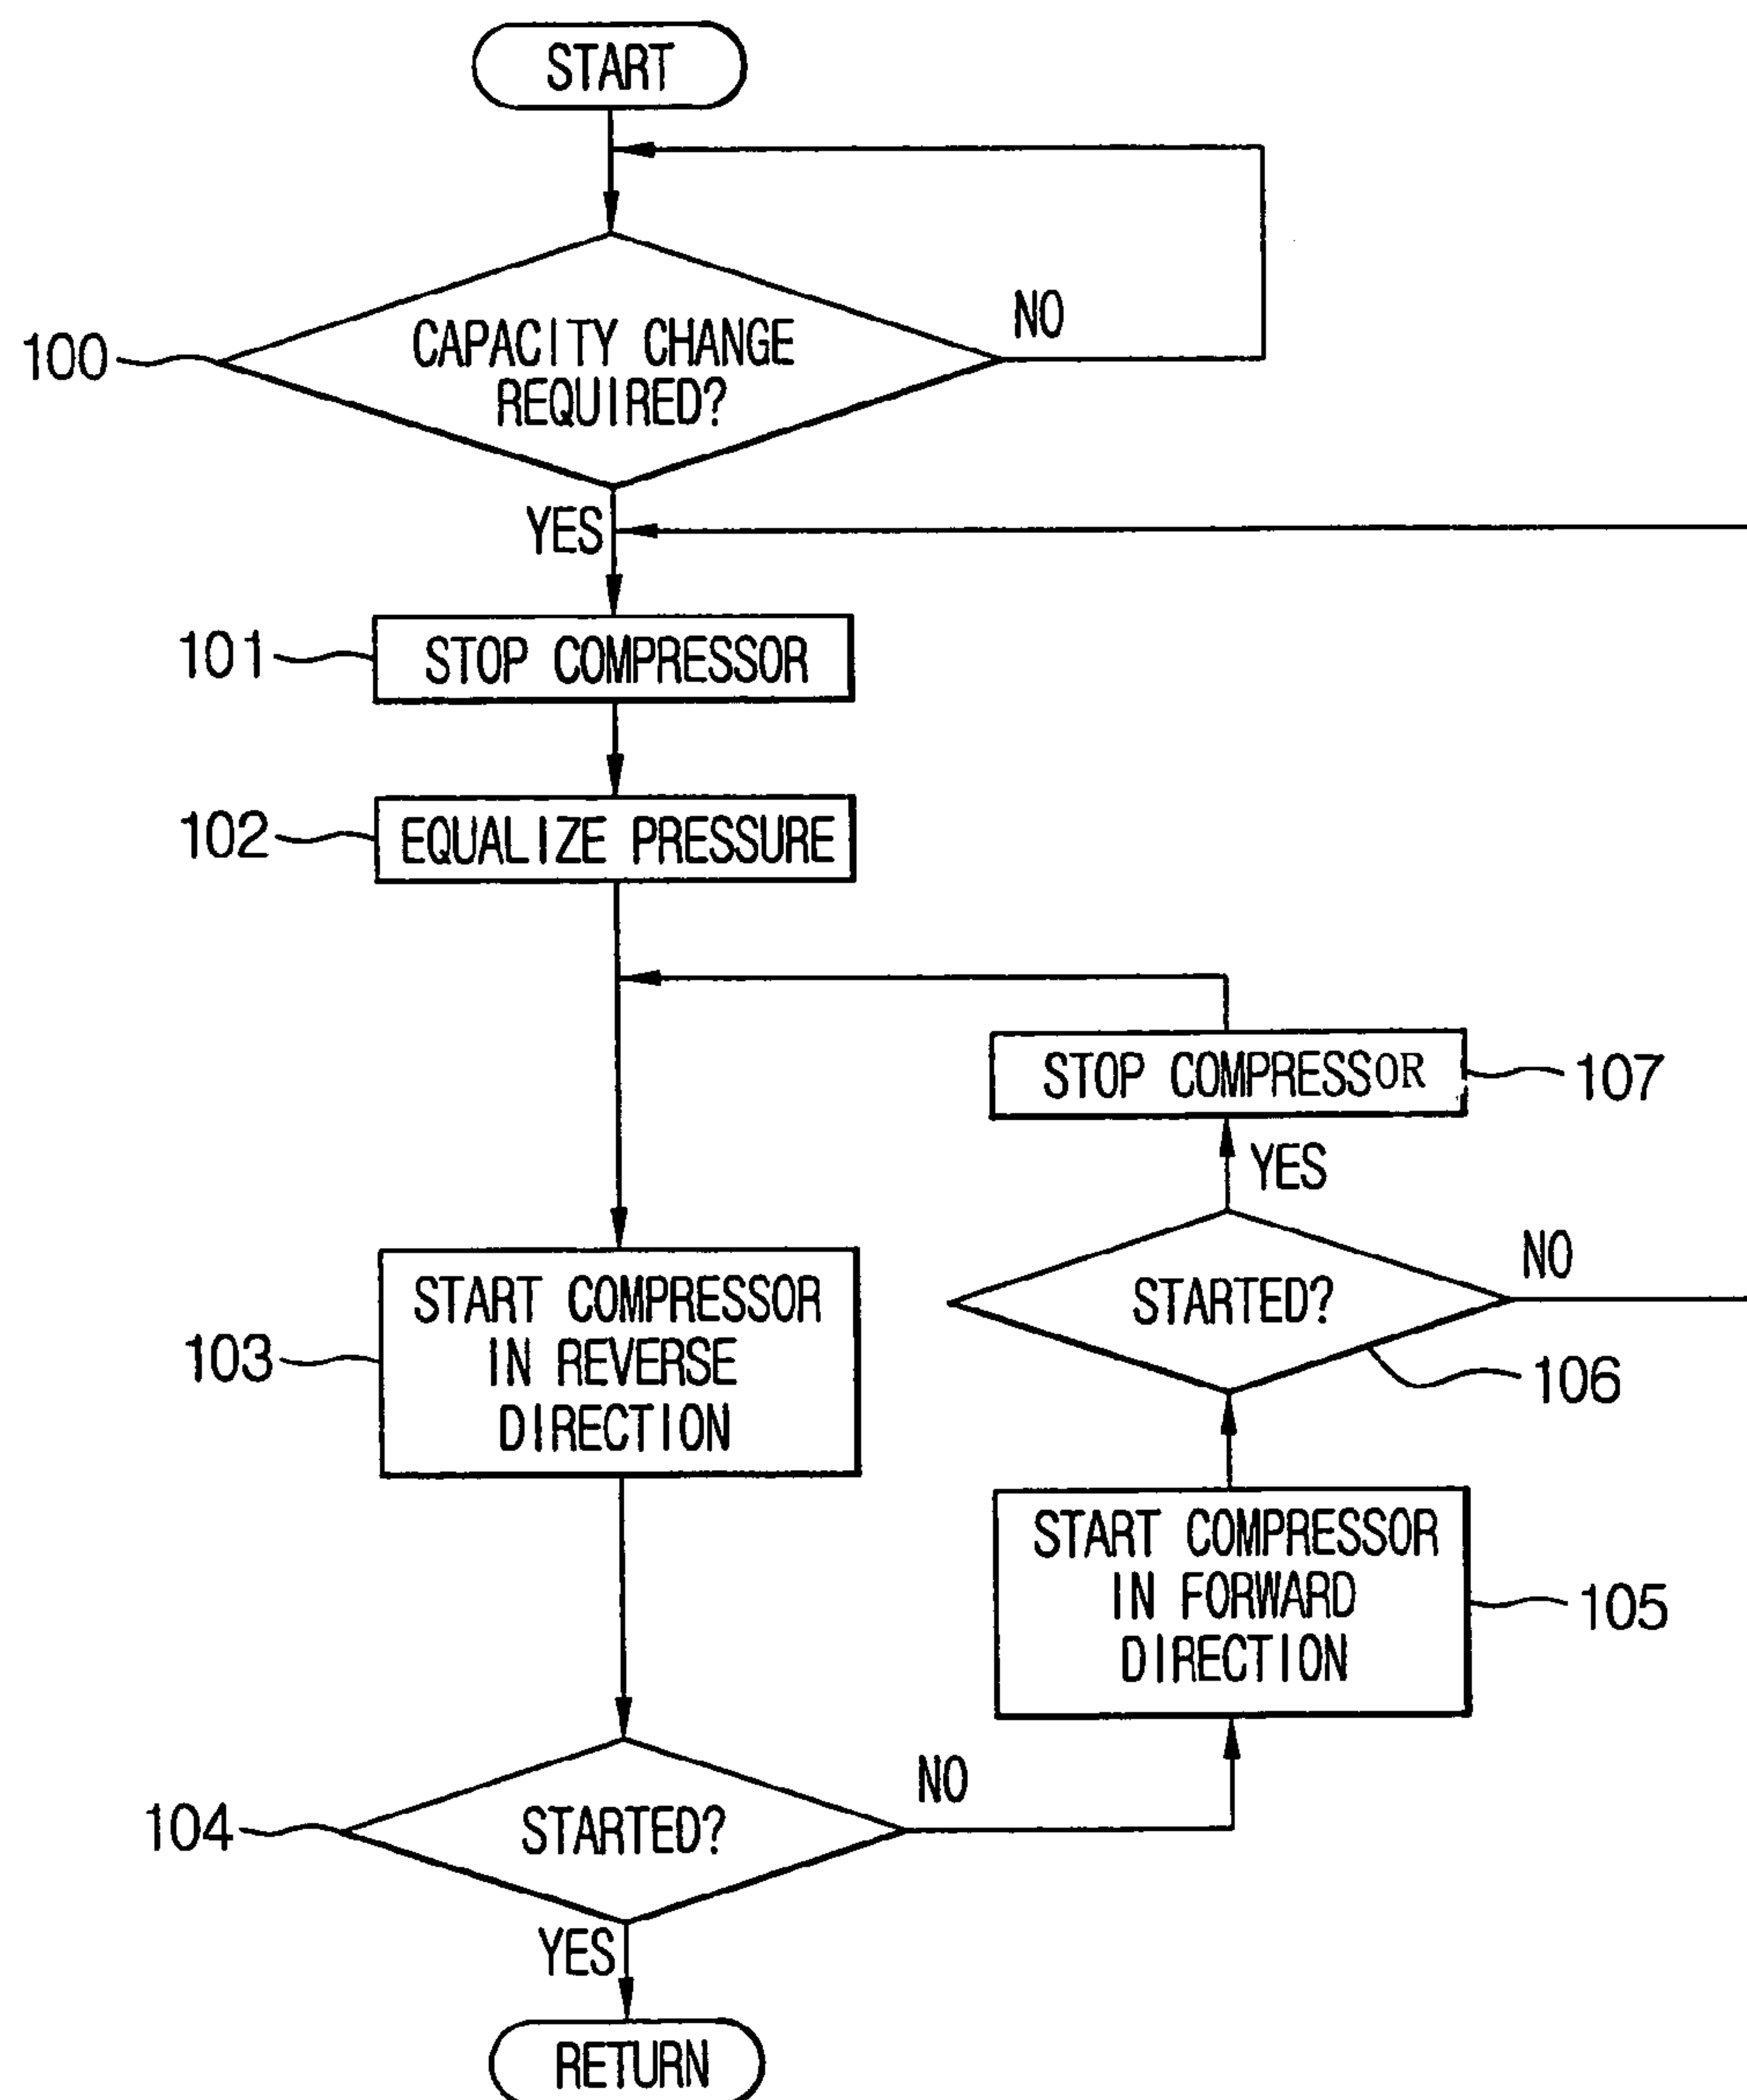 START
NO
100
CAPACITY CHANGE
REQUIRED?
YES
101
STOP COMPRESSOR
102
EQUALIZE PRESSURE
STOP COMPRESSOR
107
YES
NO
STARTED?
106
103
START COMPRESSOR
IN REVERSE
DIRECTION
START COMPRESSOR
IN FORWARD
DIRECTION
105
NO
104
STARTED?
YES
RETURN